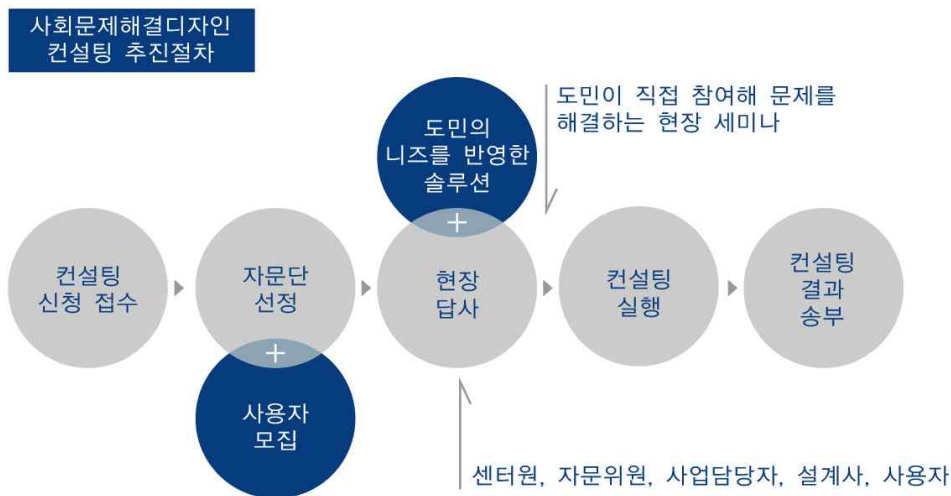 사회문제해결디자인
컨설팅 추진절차
도민의
니즈를 반영한
솔루션
+
도민이 직접 참여해 문제를
해결하는 현장 세미나
컨설팅
신청 접수
자문단
선정
+
사용자
모집
현장
답사
컨설팅
실행
컨설팅
결과
송부
센터원, 자문위원, 사업담당자, 설계사, 사용자